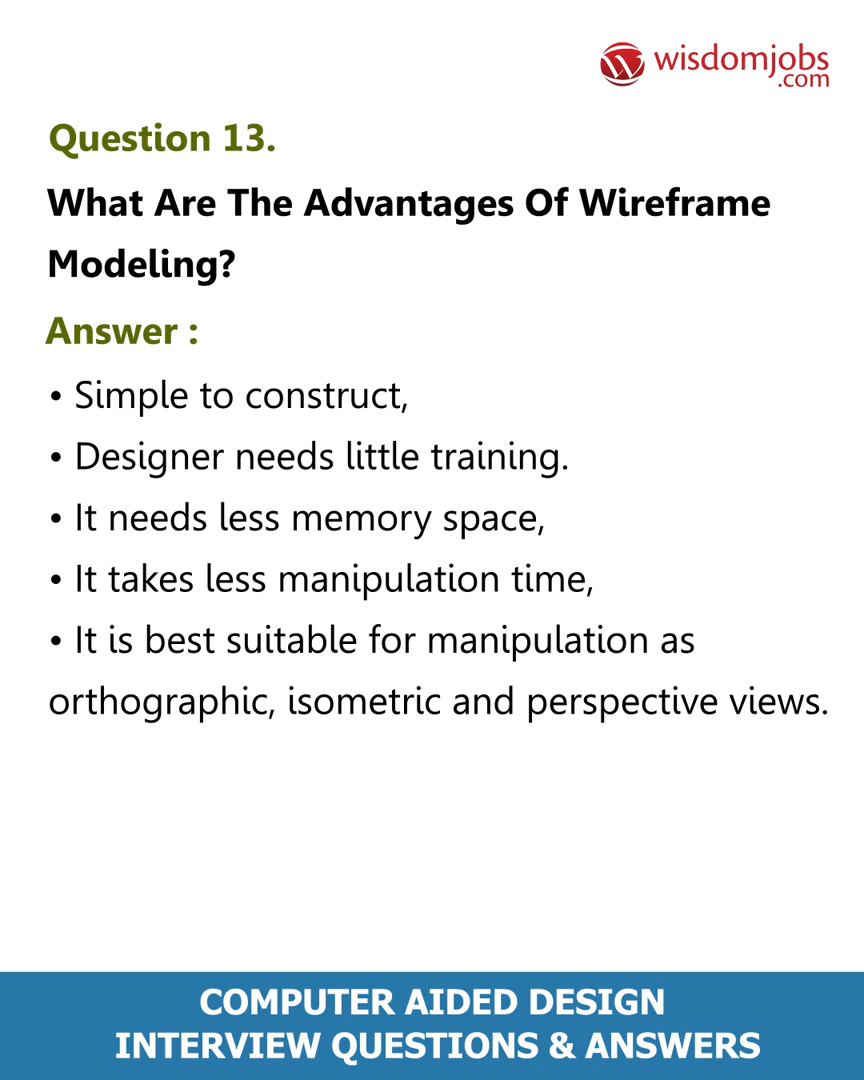 wisdomjobs
.com
Question 13.
What Are The Advantages Of Wireframe
Modeling?
Answer :
• Simple to construct,
• Designer needs little training.
• It needs less memory space,
• It takes less manipulation time,
• It is best suitable for manipulation as
orthographic, isometric and perspective views.
COMPUTER AIDED DESIGN
INTERVIEW QUESTIONS & ANSWERS